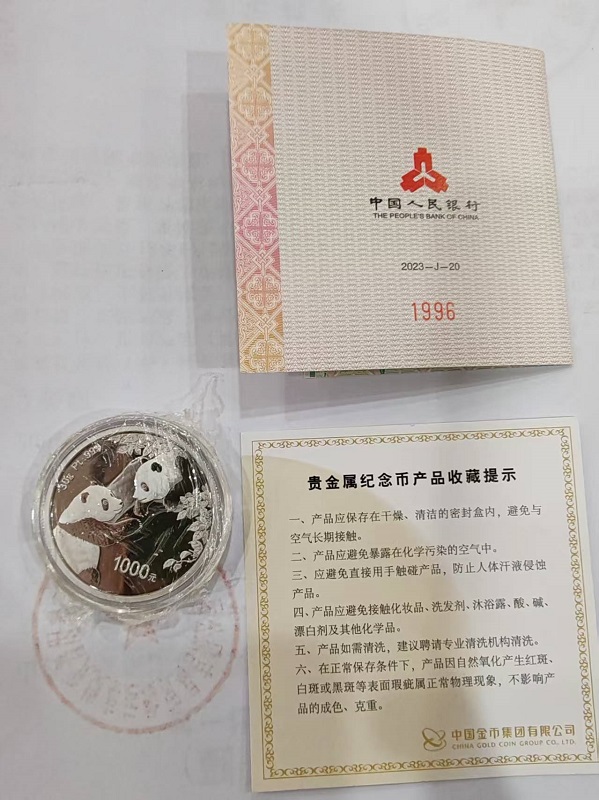 中国人民银行
THE PEOPLE'S BANK OF CHINA
2023-J-20
1996
30g Pt .999
1000元
贵金属纪念币产品收藏提示
一、产品应保存在干燥、清洁的密封盒内，避免与
空气长期接触。
二、产品应避免暴露在化学污染的空气中。
三、应避免直接用手触碰产品，防止人体汗液侵蚀
产品。
四、产品应避免接触化妆品、洗发剂、沐浴露、酸、碱、
漂白剂及其他化学品。
五、产品如需清洗，建议聘请专业清洗机构清洗。
六、在正常保存条件下，产品因自然氧化产生红斑、
白斑或黑斑等表面瑕疵属正常物理现象，不影响产
品的成色、克重。
中国金币集团有限公司
CHINA GOLD COIN GROUP CO., LTD.